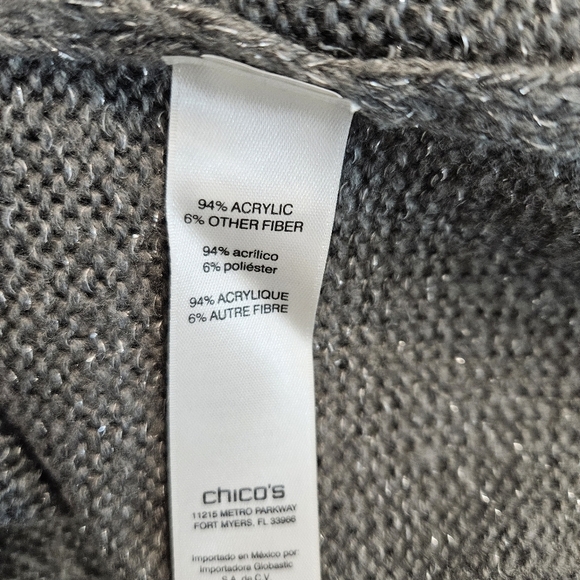 94% ACRYLIC
6% OTHER FIBER
94% acrílico
6% poliéster
94% ACRYLIQUE
6% AUTRE FIBRE
chico's
11215 METRO PARKWAY
FORT MYERS, FL 33966
Importado en México por:
Importadora Globastic
S.A. de C.V.